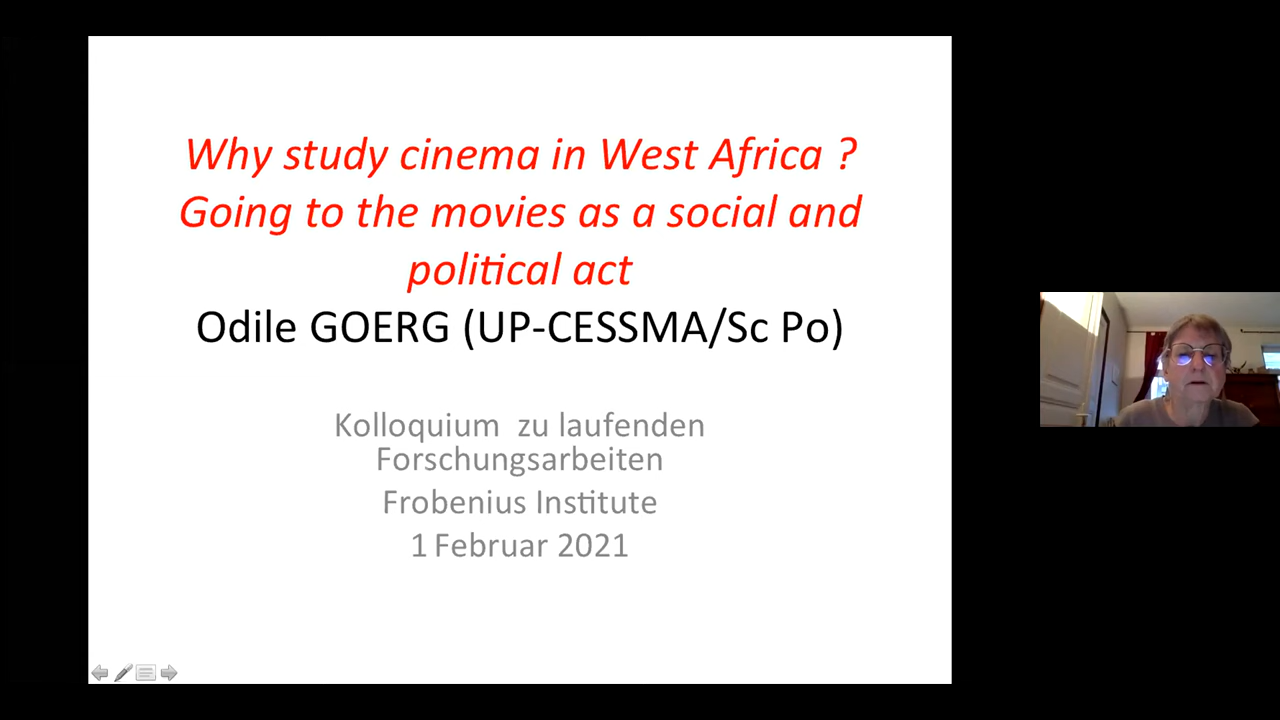 Why study cinema in West Africa ?
Going to the movies as a social and
political act
Odile GOERG (UP-CESSMA/Sc Po)
Kolloquium zu laufenden
Forschungsarbeiten
Frobenius Institute
1 Februar 2021